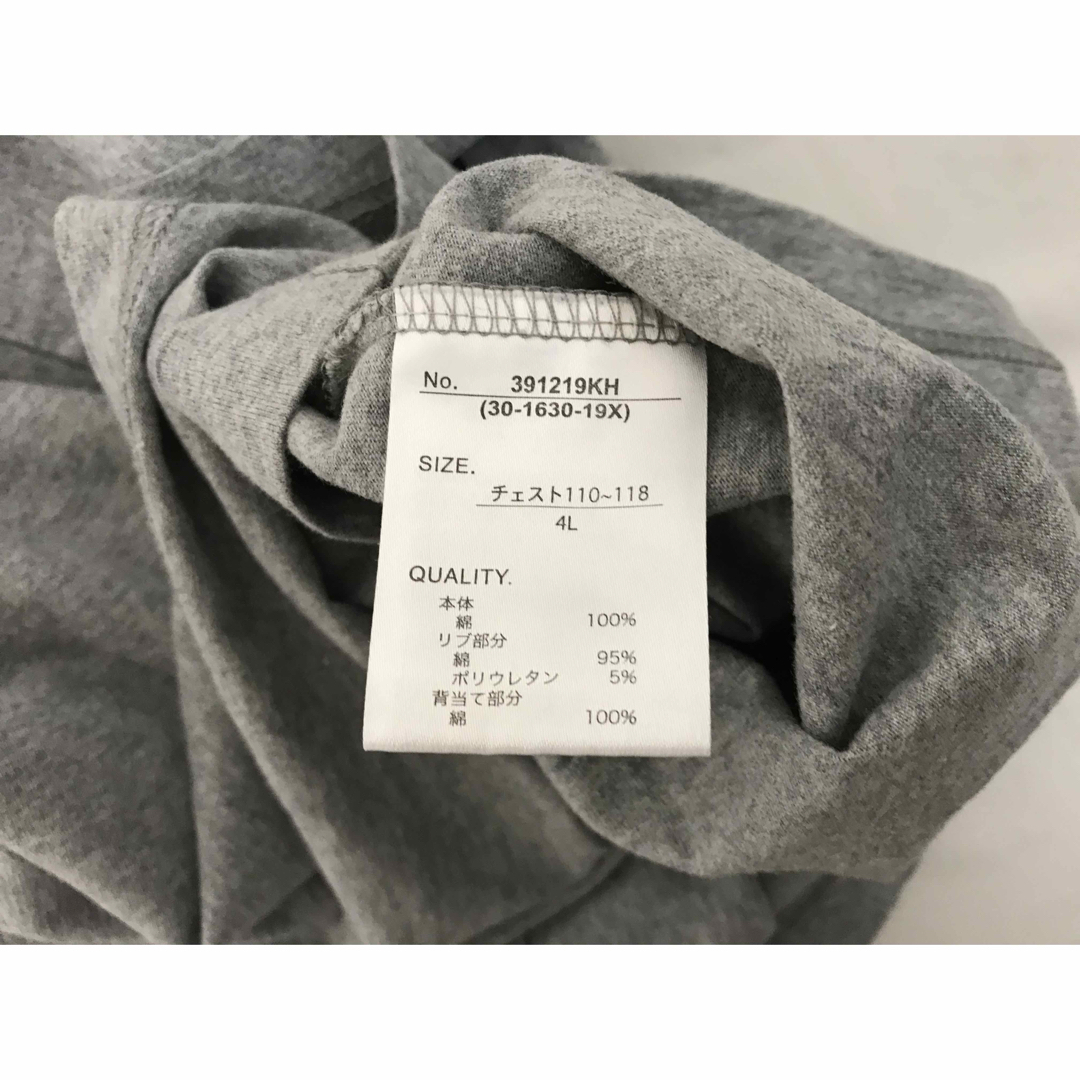 No. 391219KH
(30-1630-19X)
SIZE.
チェスト110~118
4L
QUALITY.
本体
綿 100%
リブ部分
綿 95%
ポリウレタン 5%
背当て部分
綿 100%